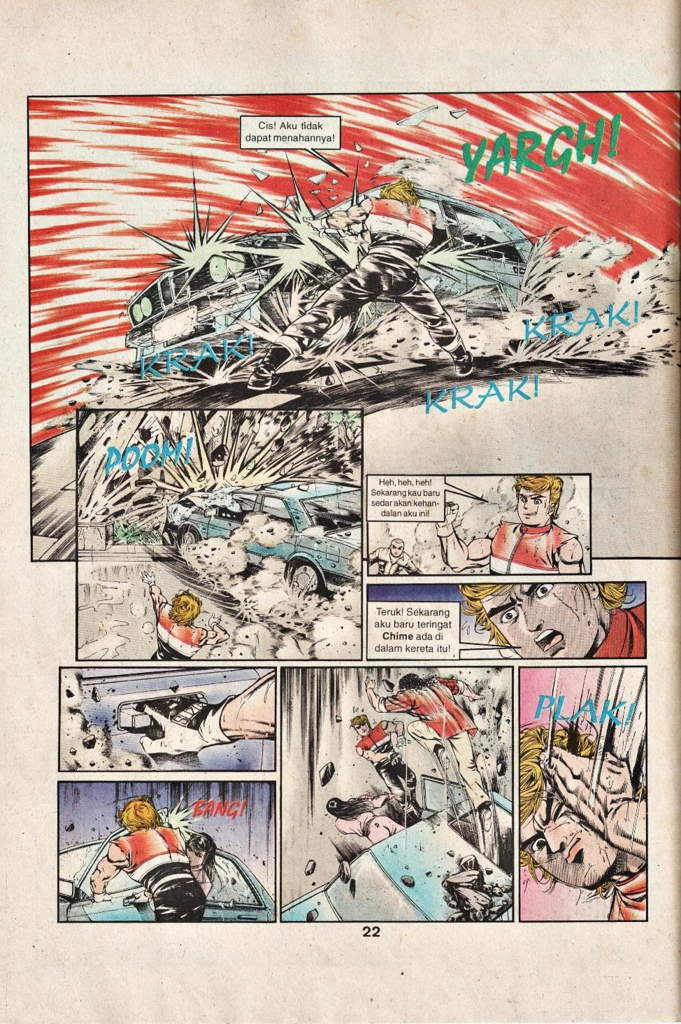 Cis! Aku tidak
dapat menahannya!
YARGH!
KRAK!
KRAK!
KRAK!
POOM!
Heh, heh, heh!
Sekarang kau baru
sedar akan kehan-
dalan aku ini!
Teruk! Sekarang
aku baru teringat
Chime ada di
dalam kereta itu!
BANG!
PLAK!
22